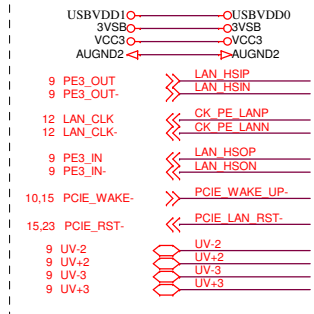 USBVDD1 USBVDD0
3VSB 3VSB
VCC3 VCC3
AUGND2 AUGND2
9 PE3_OUT LAN_HSIP
9 PE3_OUT- LAN_HSIN
12 LAN_CLK CK_PE_LANP
12 LAN_CLK- CK_PE_LANN
9 PE3_IN LAN_HSOP
9 PE3_IN- LAN_HSON
10,15 PCIE_WAKE- PCIE_WAKE_UP-
15,23 PCIE_RST- PCIE_LAN_RST-
9 UV-2 UV-2
9 UV+2 UV+2
9 UV-3 UV-3
9 UV+3 UV+3